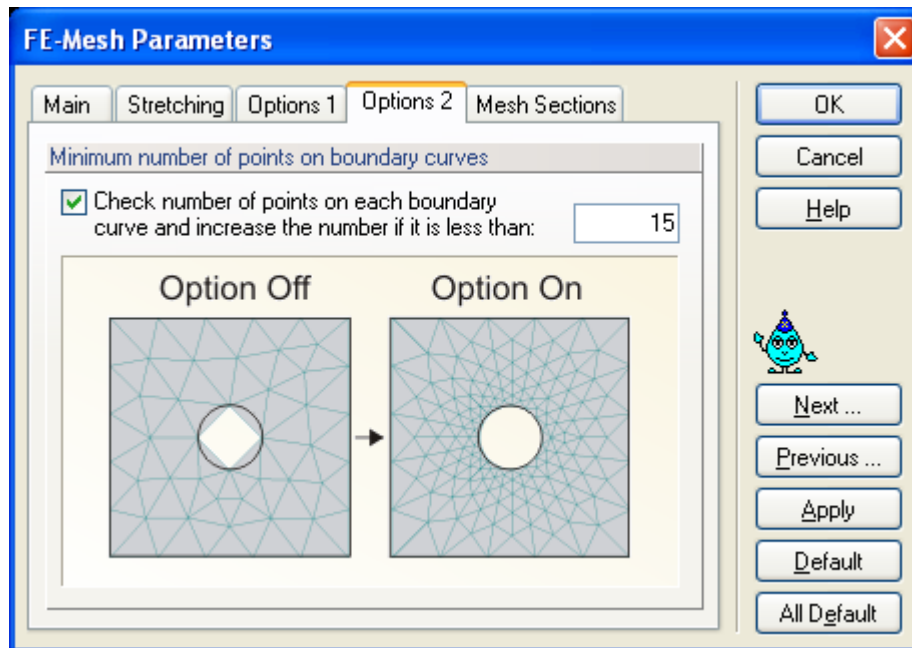 FE-Mesh Parameters
Main
Stretching
Options 1
Options 2
Mesh Sections
Minimum number of points on boundary curves
Check number of points on each boundary
curve and increase the number if it is less than:
15
Option Off
Option On
OK
Cancel
Help
Next ...
Previous ...
Apply
Default
All Default